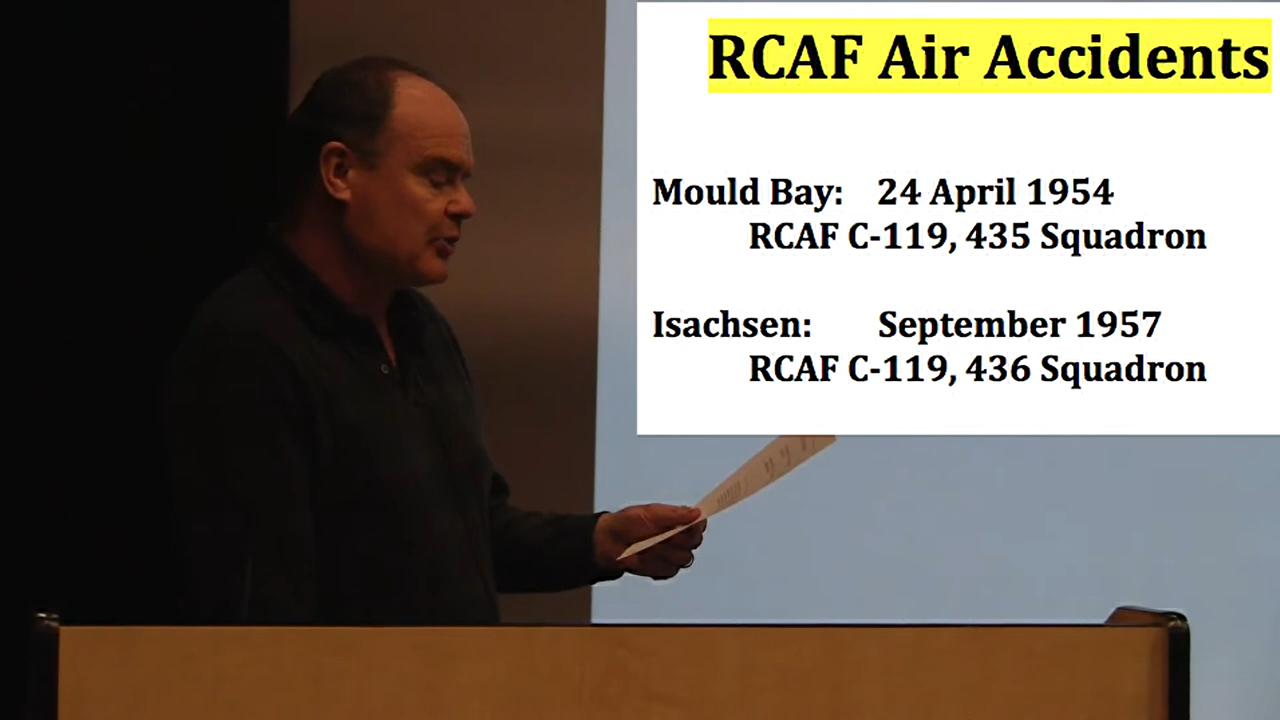 RCAF Air Accidents
Mould Bay: 24 April 1954
RCAF C-119, 435 Squadron
Isachsen: September 1957
RCAF C-119, 436 Squadron